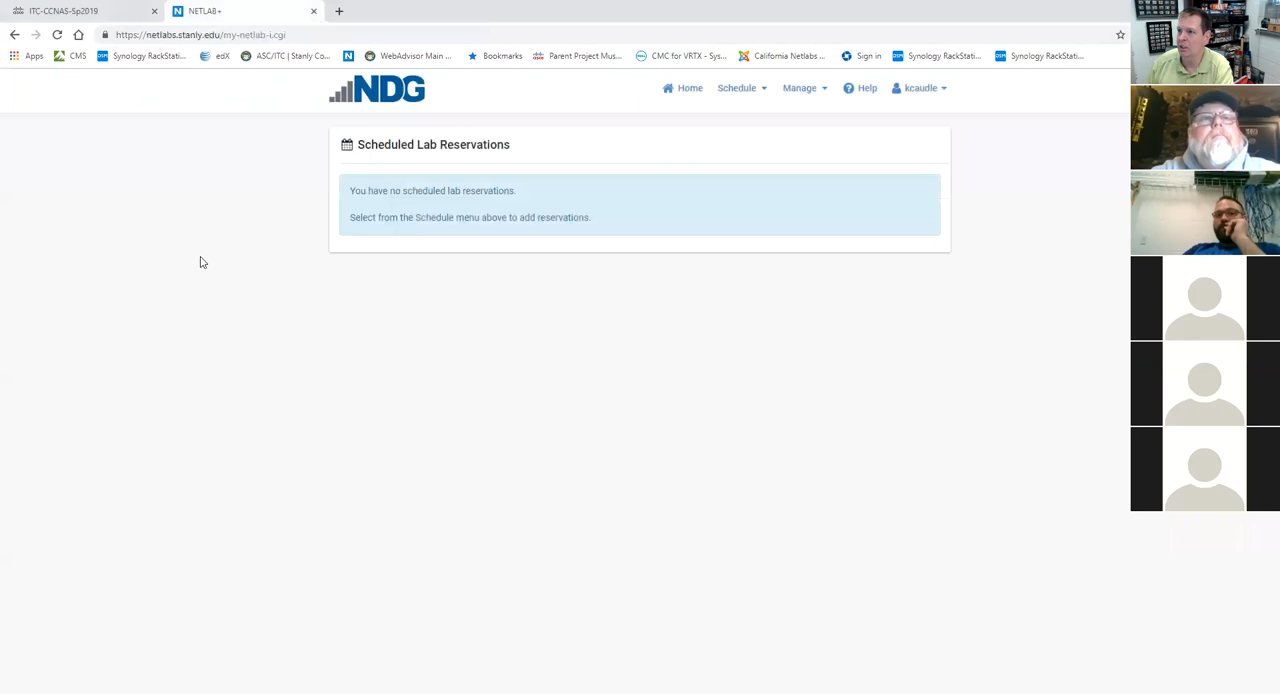 ITC-CCNAS-Sp2019
NETLAB+
https://netlabs.stanly.edu/my-netlab-i.cgi
Apps
CMS
Synology RackStati...
edX
ASC/ITC | Stanly Co...
WebAdvisor Main ...
Bookmarks
Parent Project Mus...
CMC for VRTX - Sys...
California Netlabs ...
Sign in
Synology RackStati...
Synology RackStati...
NDG
Home
Schedule
Manage
Help
kcaudle
Scheduled Lab Reservations
You have no scheduled lab reservations.
Select from the Schedule menu above to add reservations.